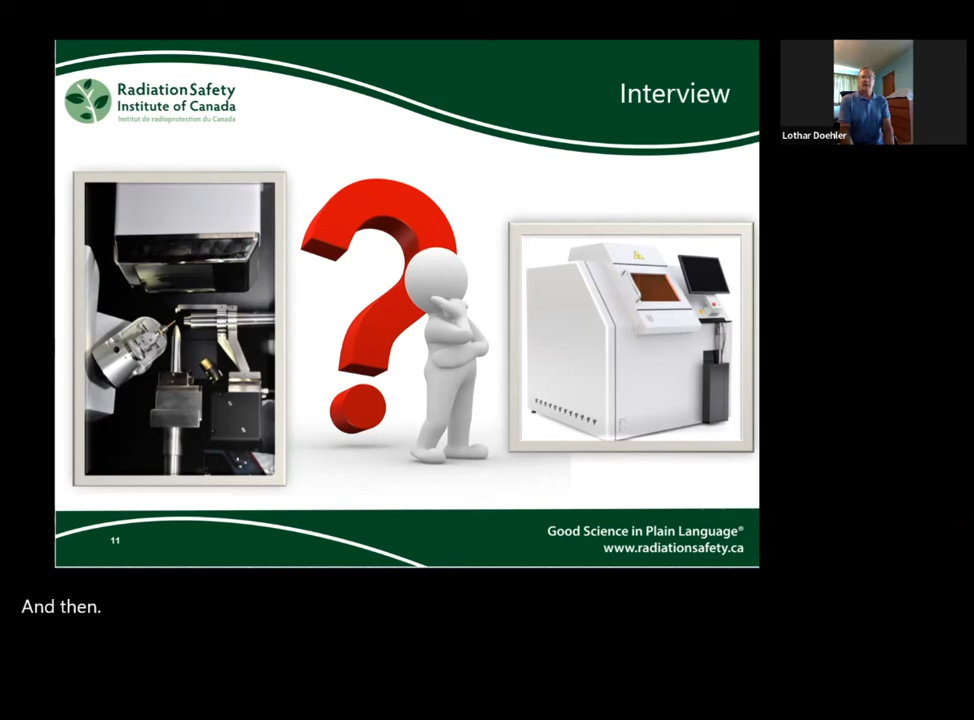 Radiation Safety
Institute of Canada
Institut de radioprotection du Canada
Interview
Lothar Doehler
Good Science in Plain Language®
www.radiationsafety.ca
11
And then.